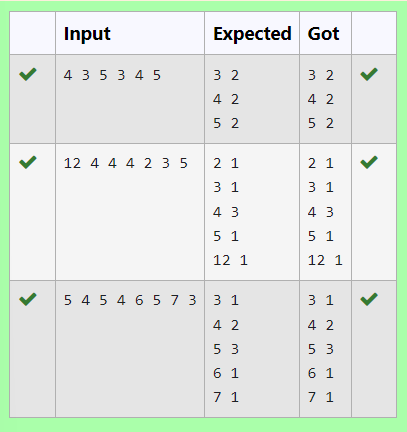 Input Expected Got
4 3 5 3 4 5 3 2 3 2
4 2 4 2
5 2 5 2
12 4 4 4 2 3 5 2 1 2 1
3 1 3 1
4 3 4 3
5 1 5 1
12 1 12 1
5 4 5 4 6 5 7 3 3 1 3 1
4 2 4 2
5 3 5 3
6 1 6 1
7 1 7 1